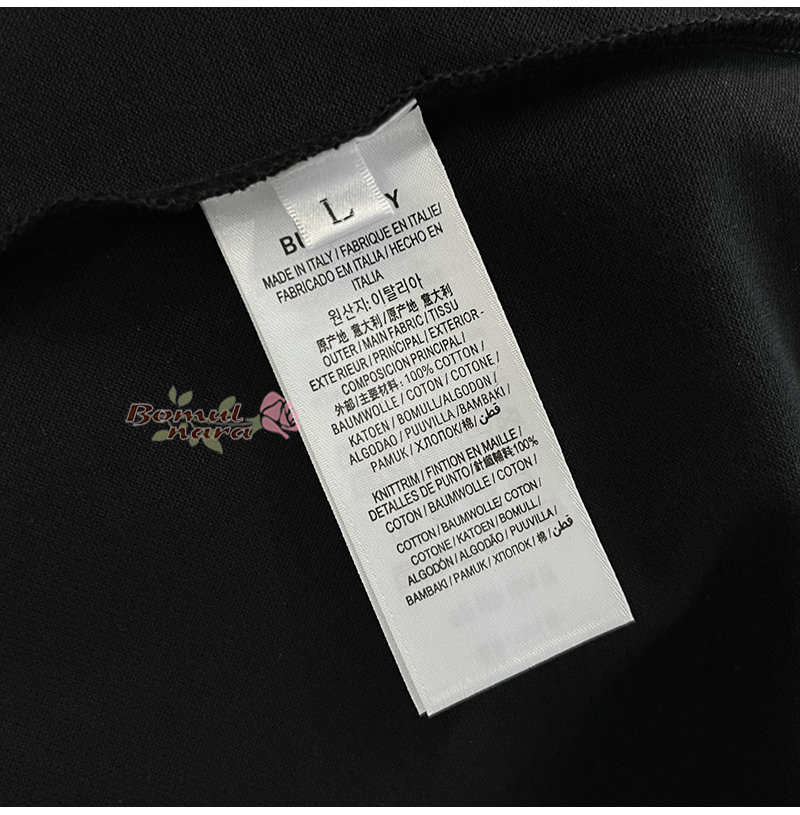 L
BU Y
MADE IN ITALY / FABRIQUE EN ITALIE/
FABRICADO EM ITALIA / HECHO EN
ITALIA
원산지: 이탈리아
原产地 意大利 / 原产地 意大利
OUTER / MAIN FABRIC / TISSU
EXTE RIEUR / PRINCIPAL / EXTERIOR -
COMPOSICION PRINCIPAL /
外部 / 主要材料: 100% COTTON /
BAUMWOLLE / COTON / COTONE /
KATOEN / BOMULL / ALGODON /
ALGODAO / PUUVILLA / BAMBAKI /
PAMUK / ХЛОПОК / 棉 / قطن
KNITTRIM / FINTION EN MAILLE /
DETALLES DE PUNTO / 針縮輔料 100%
COTON / BAUMWOLLE / COTON /
COTTON / BAUMWOLLE/ COTON /
COTONE / KATOEN / BOMULL /
ALGODÓN / ALGODÃO / PUUVILLA /
BAMBAKI / PAMUK / ХЛОПОК / 棉 / قطن
Bomul
nara